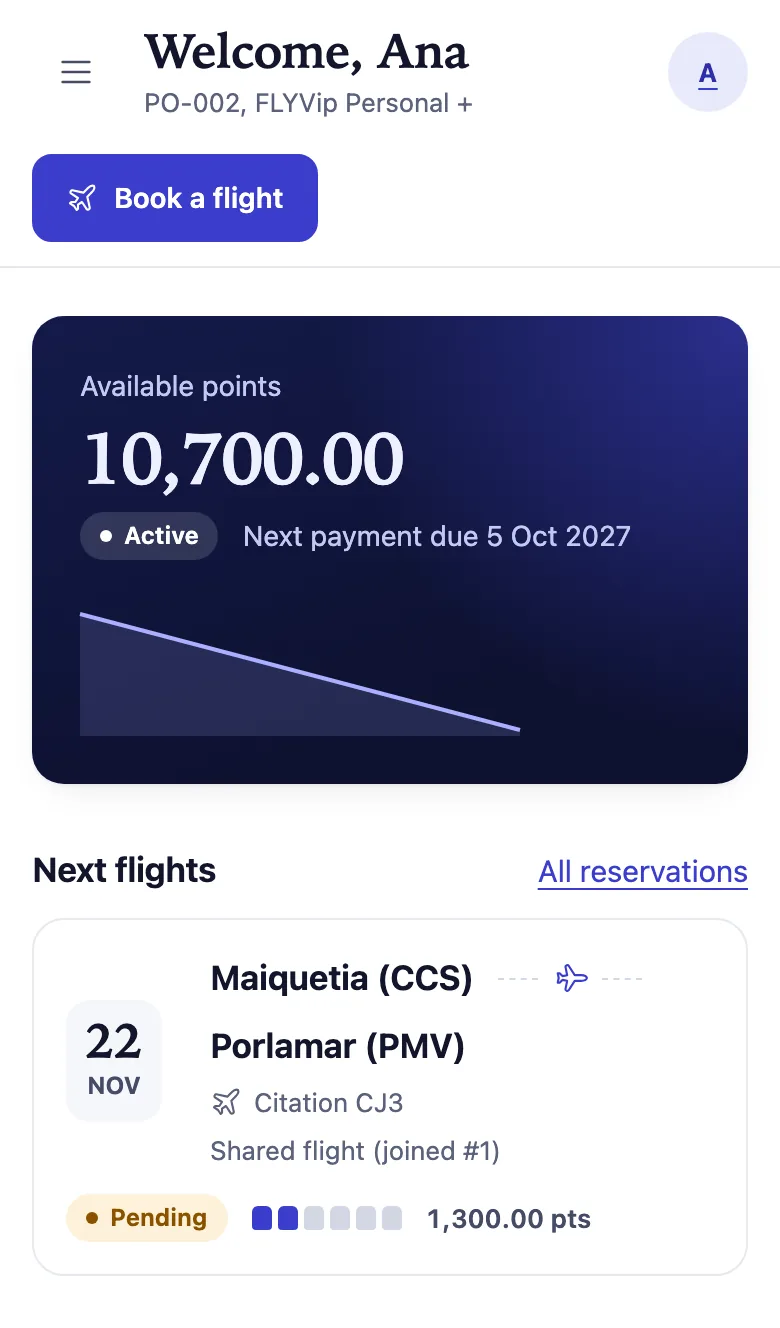 Welcome, Ana
PO-002, FLYVip Personal +
A
Book a flight
Available points
10,700.00
Active
Next payment due 5 Oct 2027
Next flights
All reservations
Maiquetia (CCS)
Porlamar (PMV)
22
NOV
Citation CJ3
Shared flight (joined #1)
Pending
1,300.00 pts